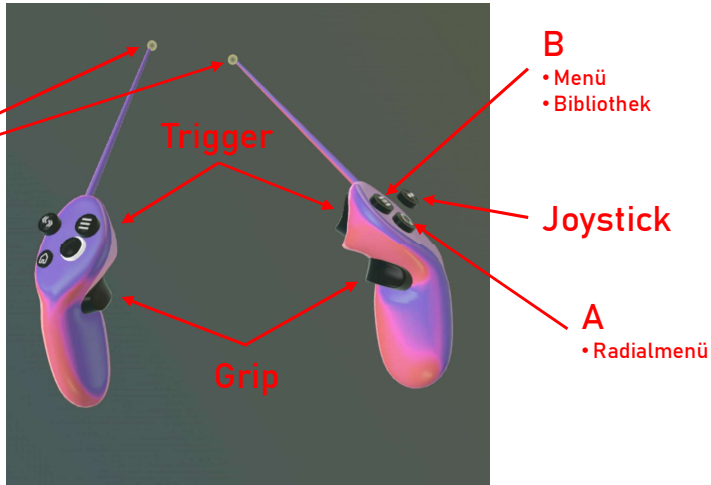 B
• Menü
• Bibliothek
Trigger
Joystick
A
• Radialmenü
Grip